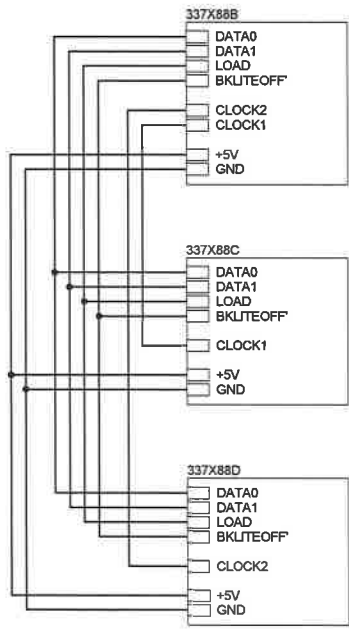 337X88B
DATA0
DATA1
LOAD
BKLITEOFF'
CLOCK2
CLOCK1
+5V
GND
337X88C
DATA0
DATA1
LOAD
BKLITEOFF'
CLOCK1
+5V
GND
337X88D
DATA0
DATA1
LOAD
BKLITEOFF'
CLOCK2
+5V
GND